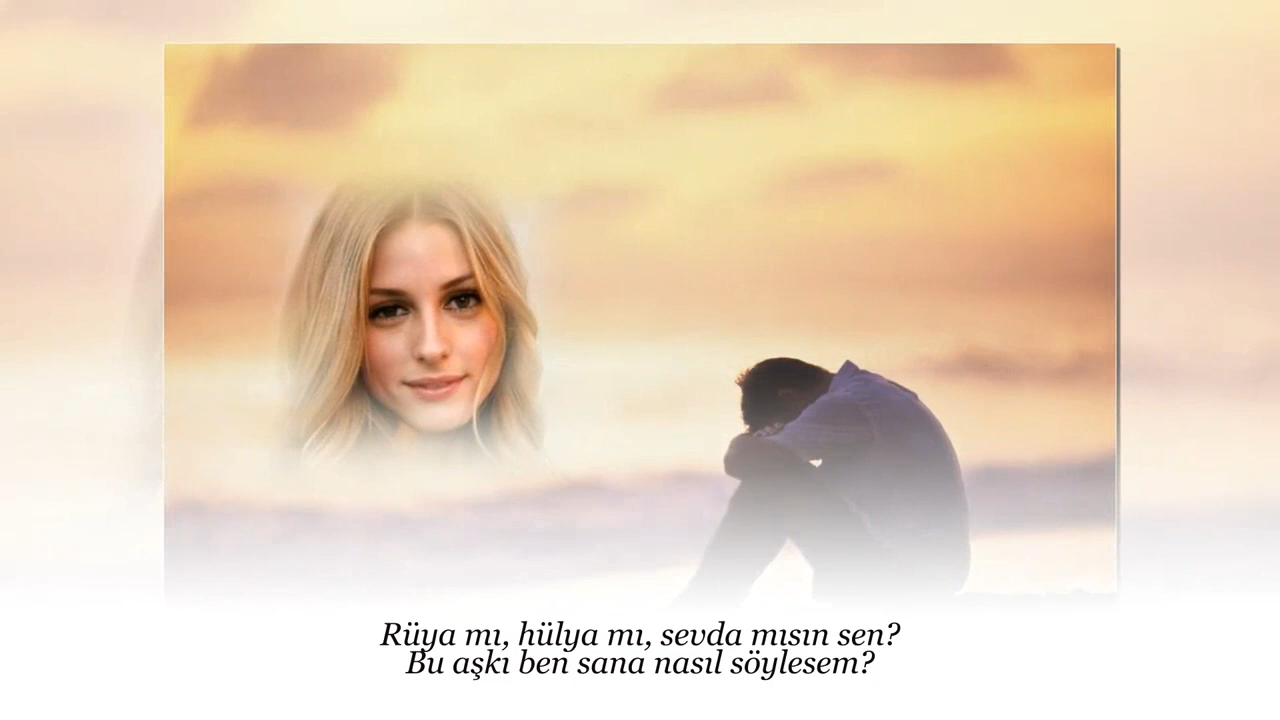 Rüya mı, hülya mı, sevda mısın sen?
Bu aşkı ben sana nasıl söylesem?